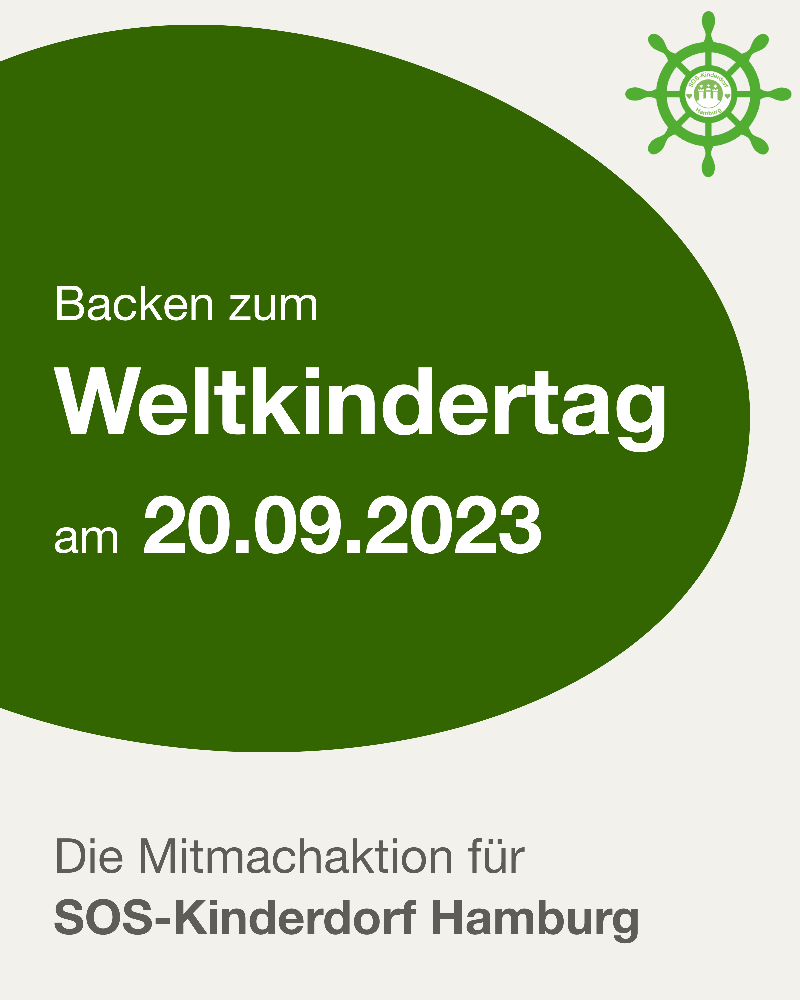 SOS-Kinderdorf
Hamburg
Backen zum
Weltkindertag
am 20.09.2023
Die Mitmachaktion für
SOS-Kinderdorf Hamburg